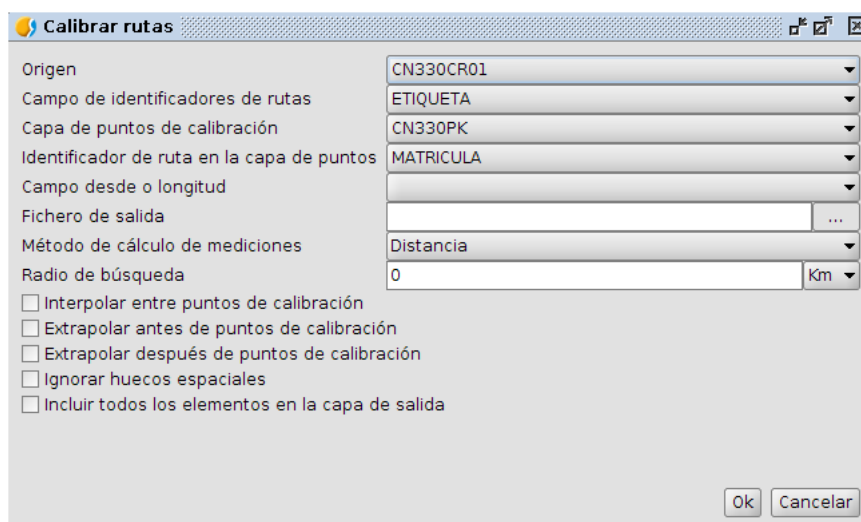 Calibrar rutas
Origen CN330CR01
Campo de identificadores de rutas ETIQUETA
Capa de puntos de calibración CN330PK
Identificador de ruta en la capa de puntos MATRICULA
Campo desde o longitud
Fichero de salida ...
Método de cálculo de mediciones Distancia
Radio de búsqueda 0 Km
Interpolar entre puntos de calibración
Extrapolar antes de puntos de calibración
Extrapolar después de puntos de calibración
Ignorar huecos espaciales
Incluir todos los elementos en la capa de salida
Ok Cancelar